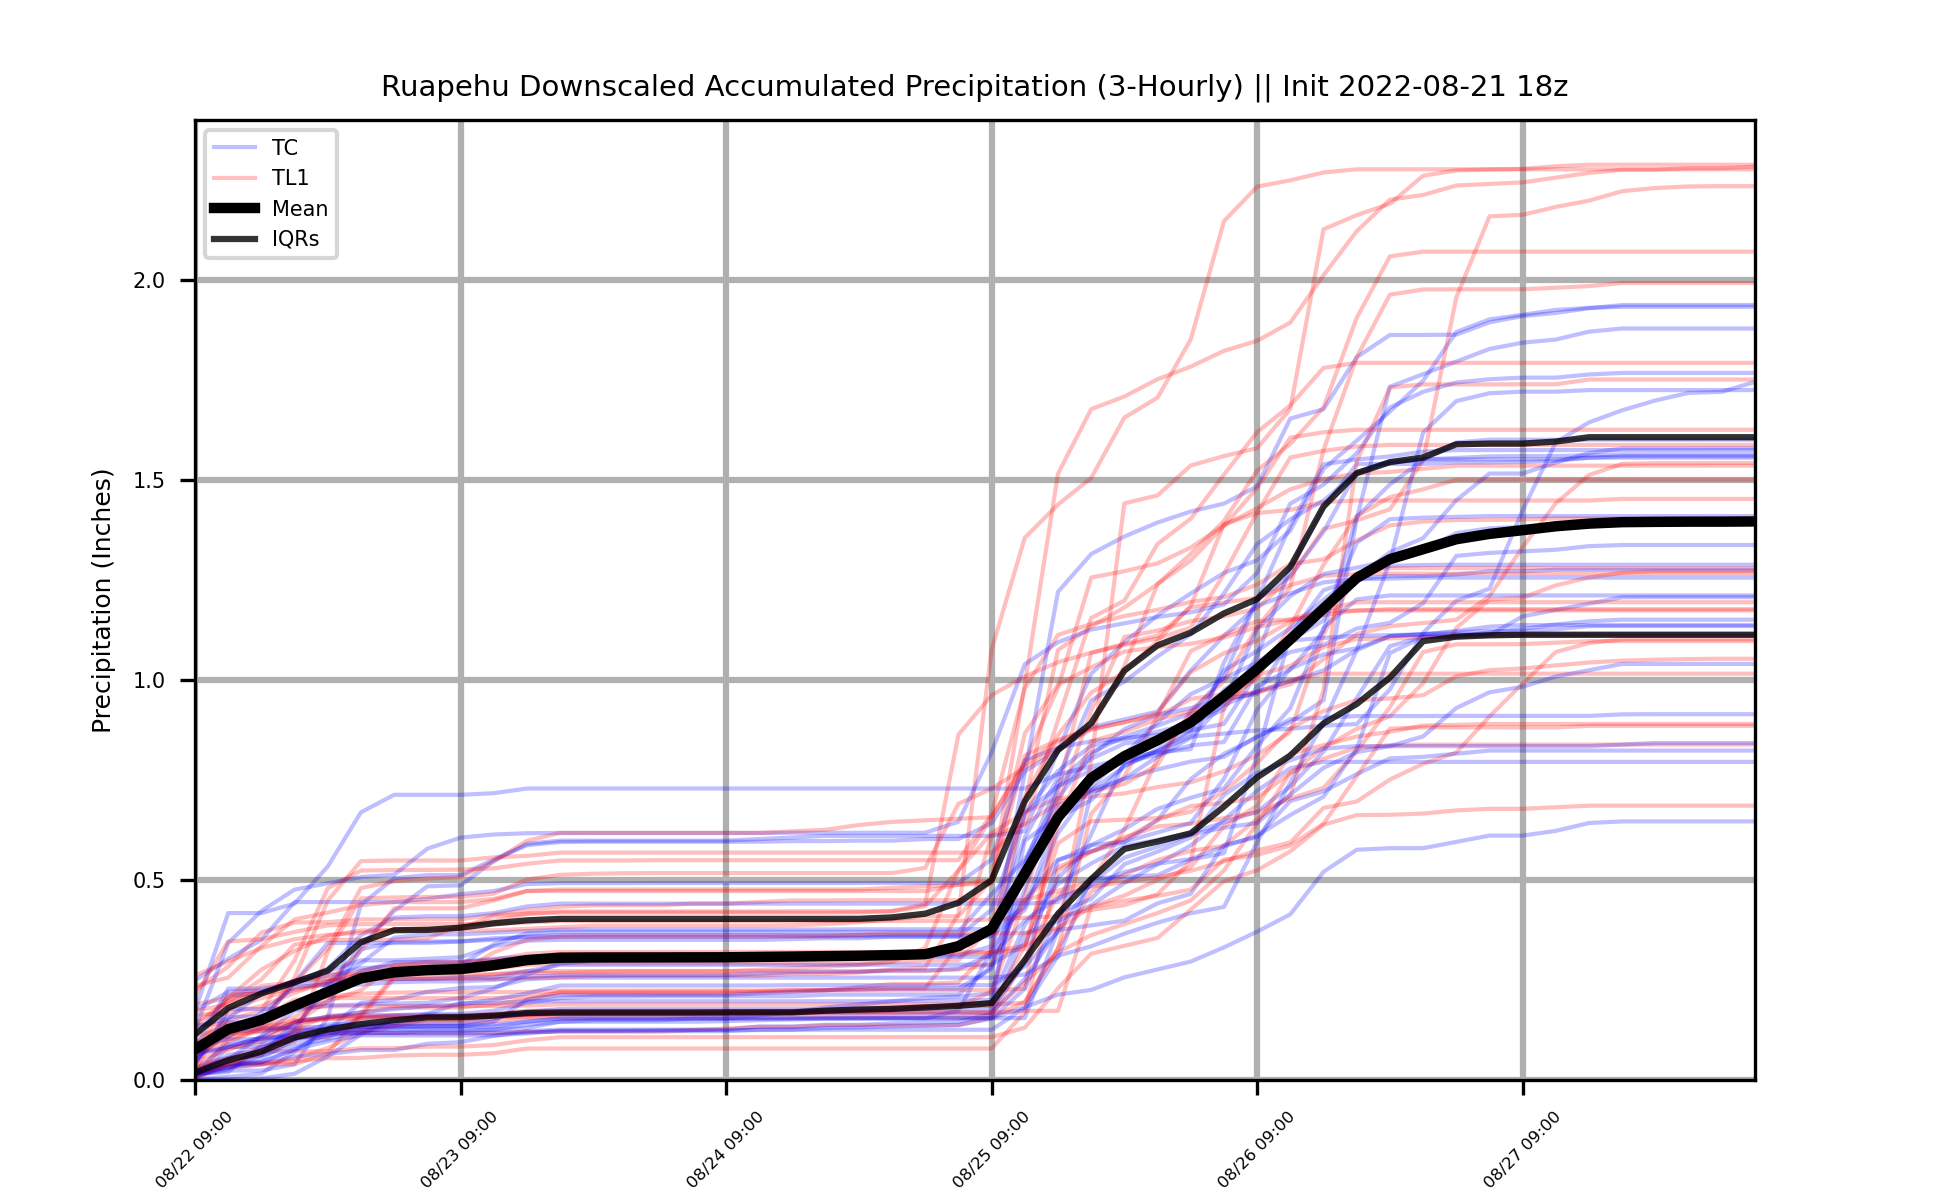 Ruapehu Downscaled Accumulated Precipitation (3-Hourly) || Init 2022-08-21 18z
TC
TL1
Mean
IQRs
Precipitation (Inches)
2.0
1.5
1.0
0.5
0.0
08/22 09:00
08/23 09:00
08/24 09:00
08/25 09:00
08/26 09:00
08/27 09:00